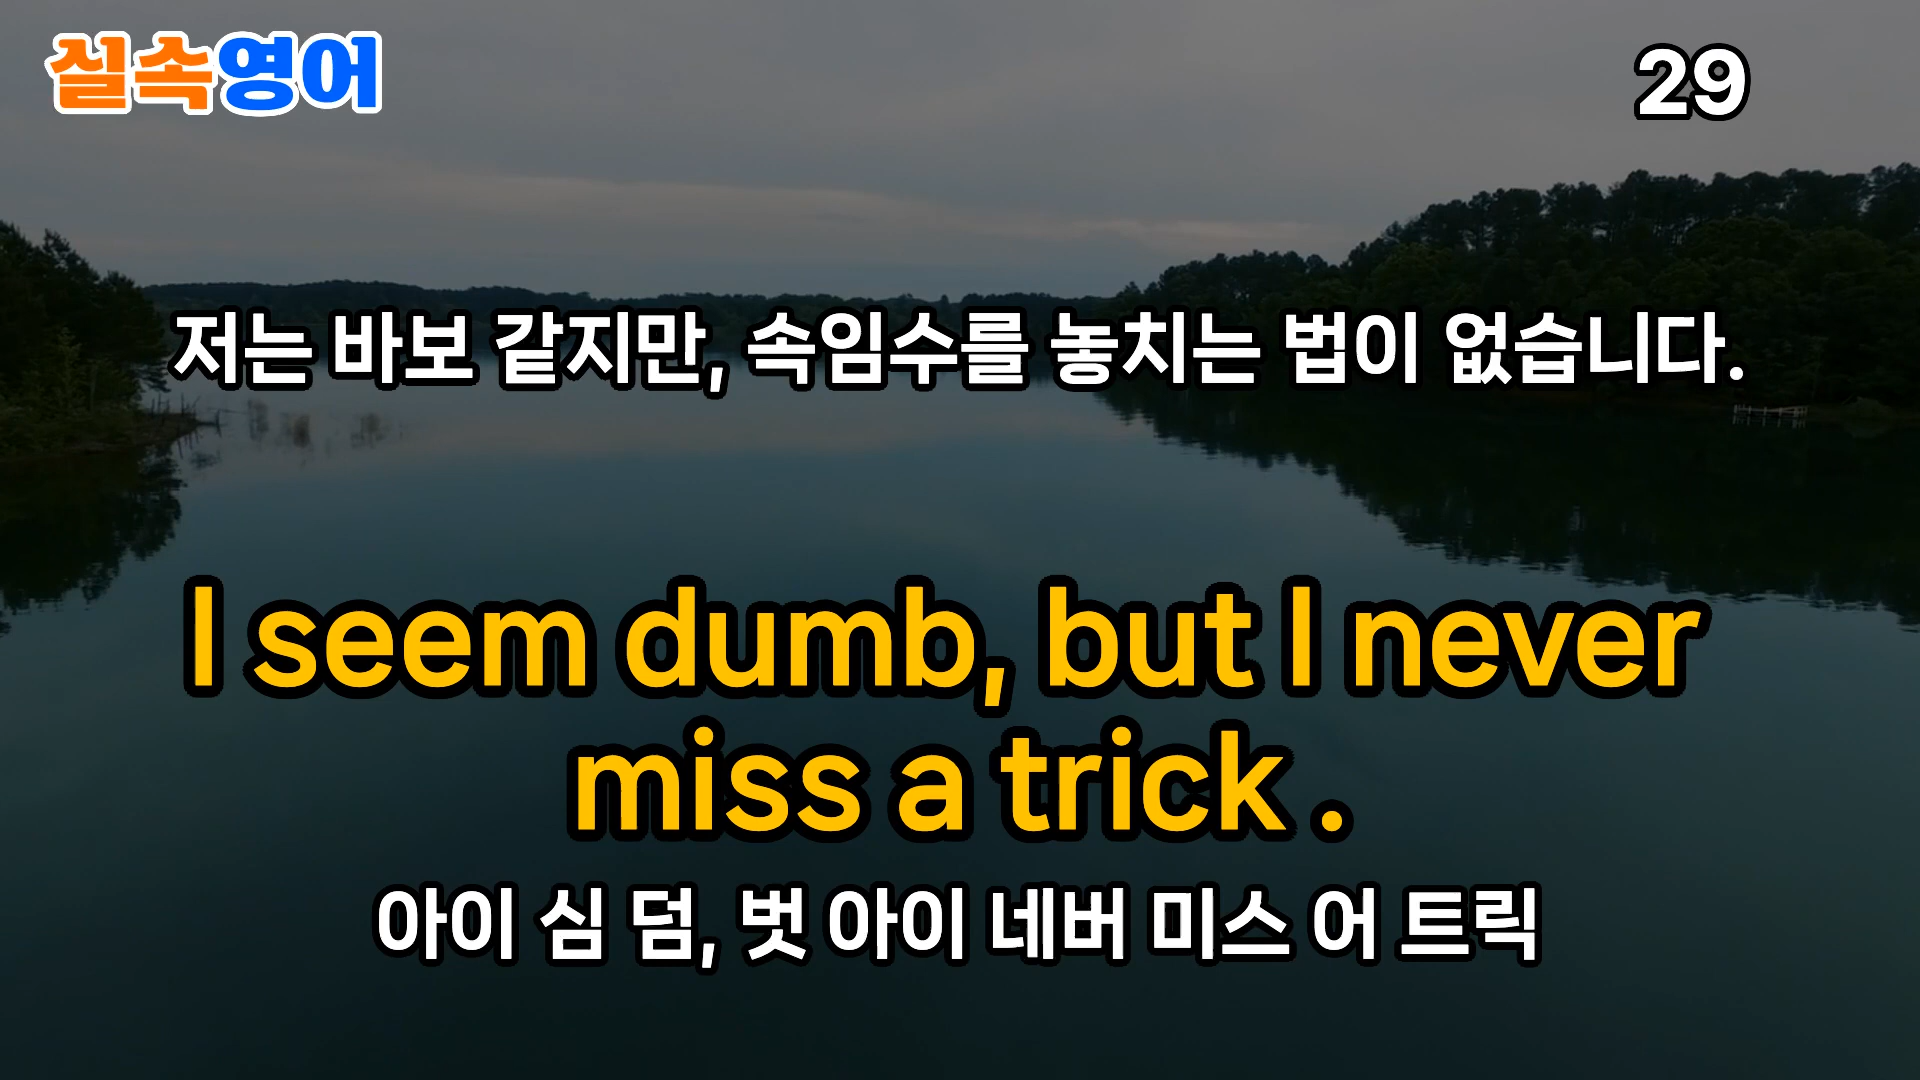 실속영어
29
저는 바보 같지만, 속임수를 놓치는 법이 없습니다.
I seem dumb, but I never
miss a trick .
아이 심 덤, 벗 아이 네버 미스 어 트릭